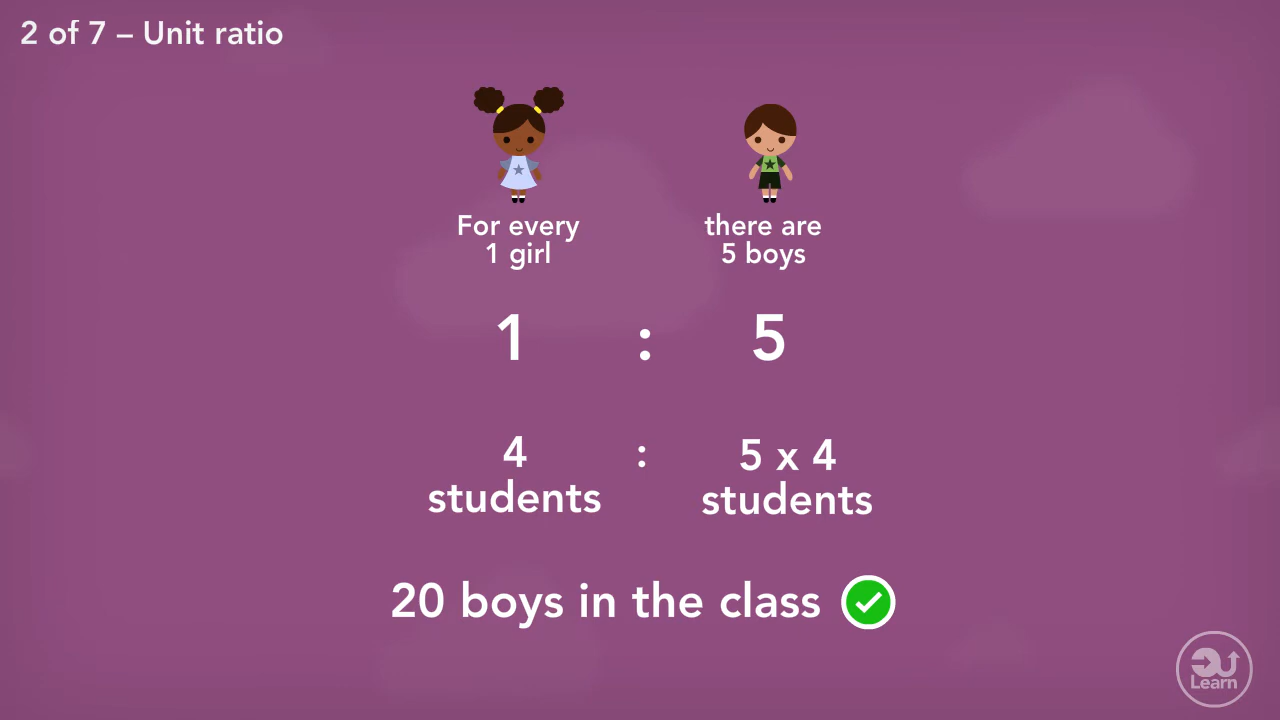 2 of 7 – Unit ratio
For every
1 girl
there are
5 boys
1 : 5
4 : 5 x 4
students students
20 boys in the class
Learn